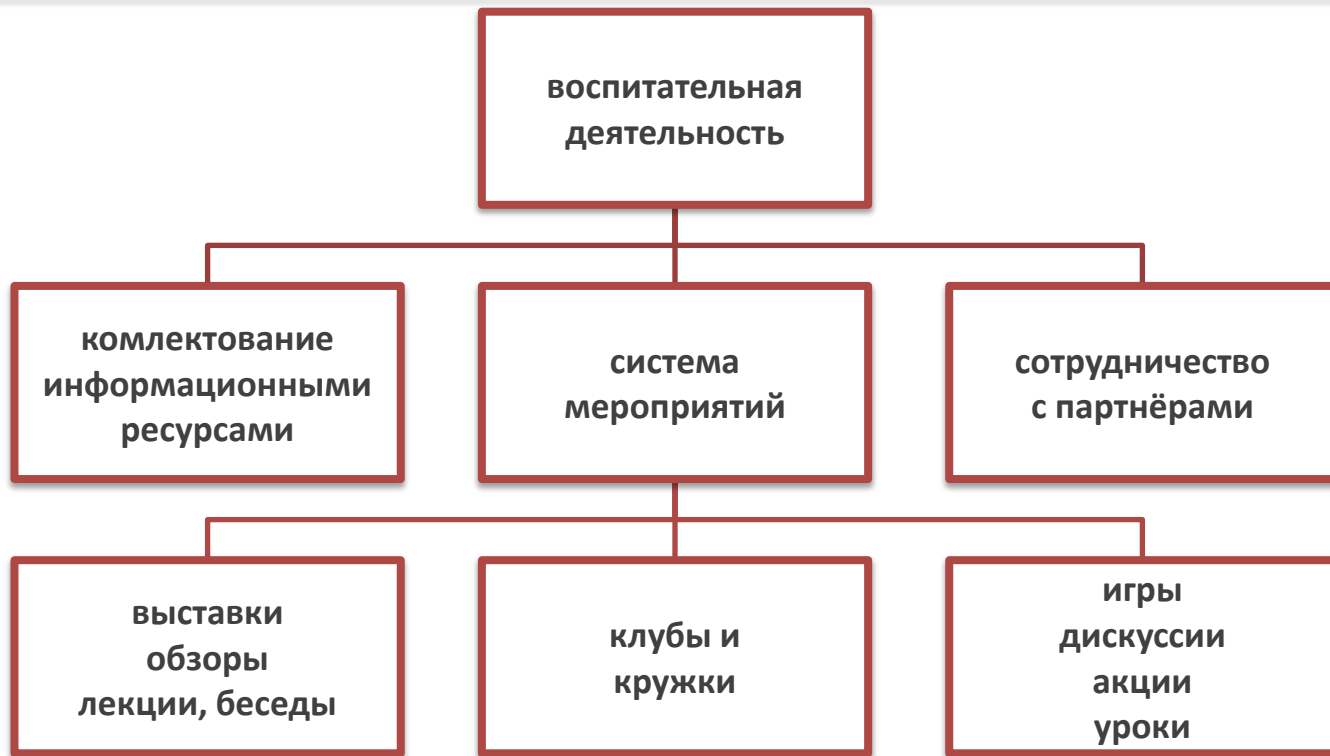 воспитательная
деятельность
комлектование
информационными
ресурсами
система
мероприятий
сотрудничество
с партнёрами
выставки
обзоры
лекции, беседы
клубы и
кружки
игры
дискуссии
акции
уроки